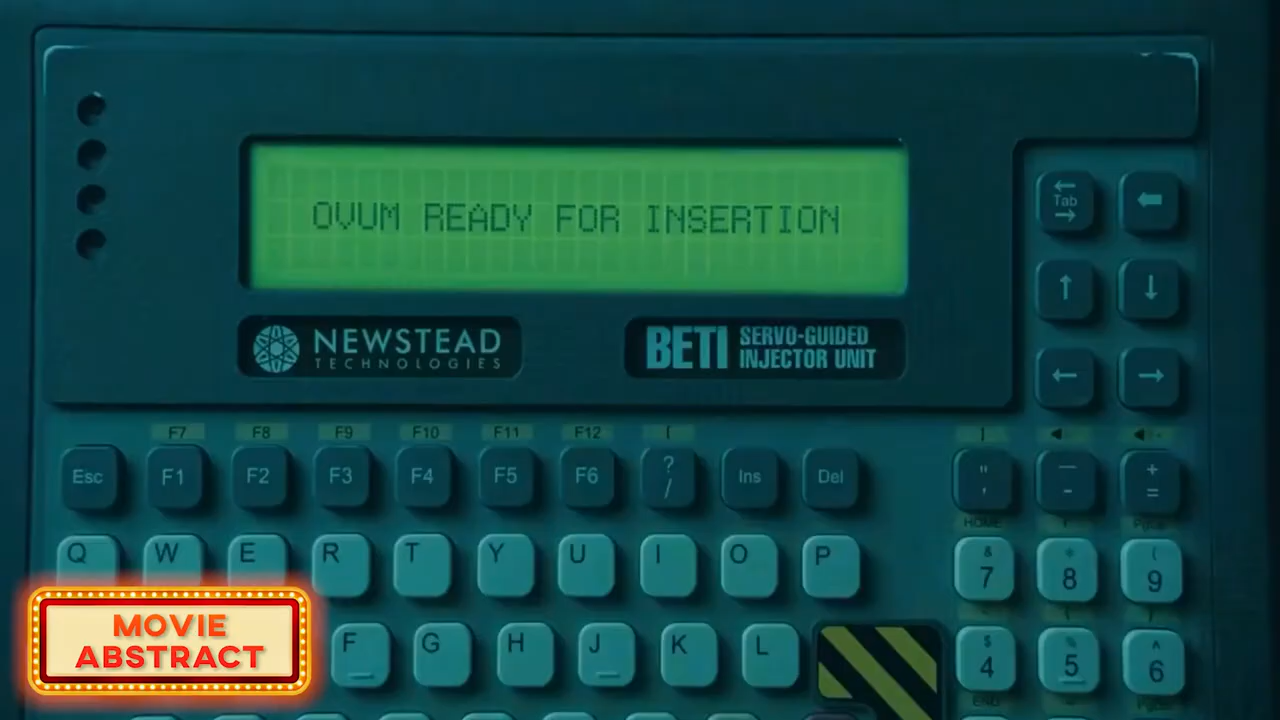 OVUM READY FOR INSERTION
NEWSTEAD
TECHNOLOGIES
BETI SERVO-GUIDED
INJECTOR UNIT
Tab
F7 F8 F9 F10 F11 F12 [ ]
Esc F1 F2 F3 F4 F5 F6 ? / Ins Del " ' - + =
HOME
Q W E R T Y U I O P & 7 * 8 ( 9
F G H J K L $ 4 % 5 ^ 6
END
MOVIE
ABSTRACT